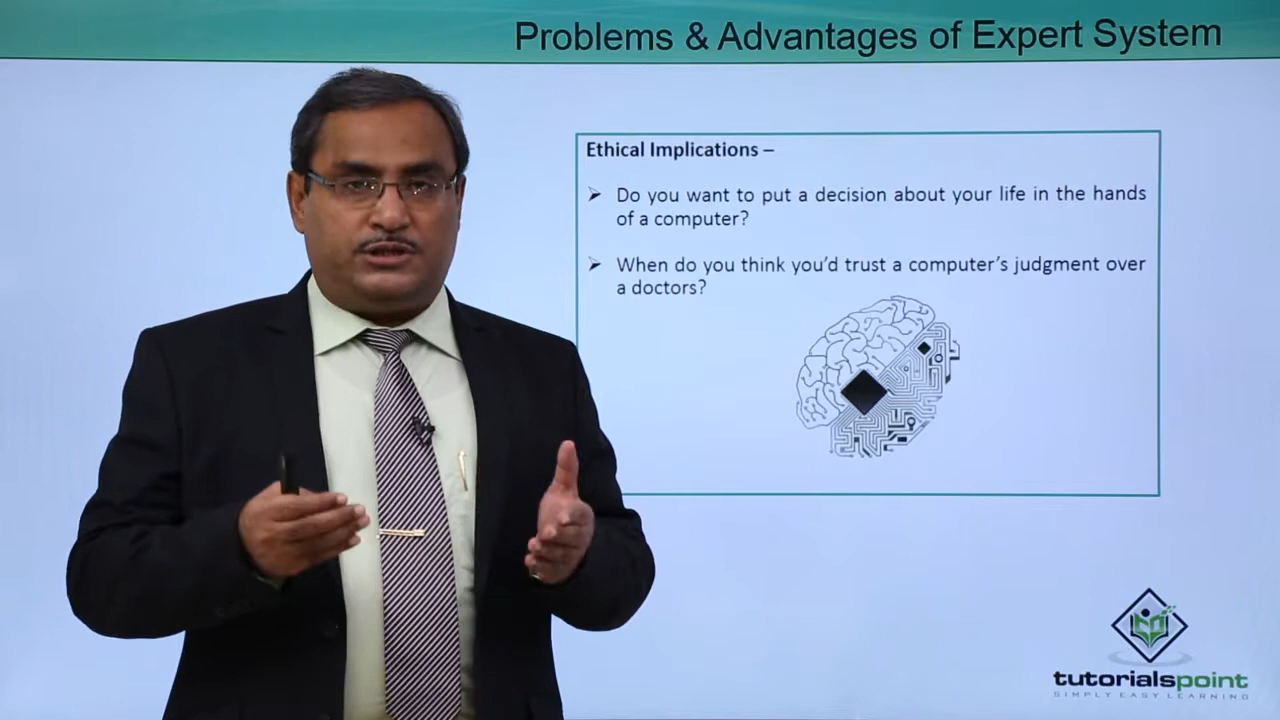 Problems & Advantages of Expert System
Ethical Implications –
Do you want to put a decision about your life in the hands
of a computer?
When do you think you’d trust a computer’s judgment over
a doctors?
tutorialspoint
SIMPLY EASY LEARNING